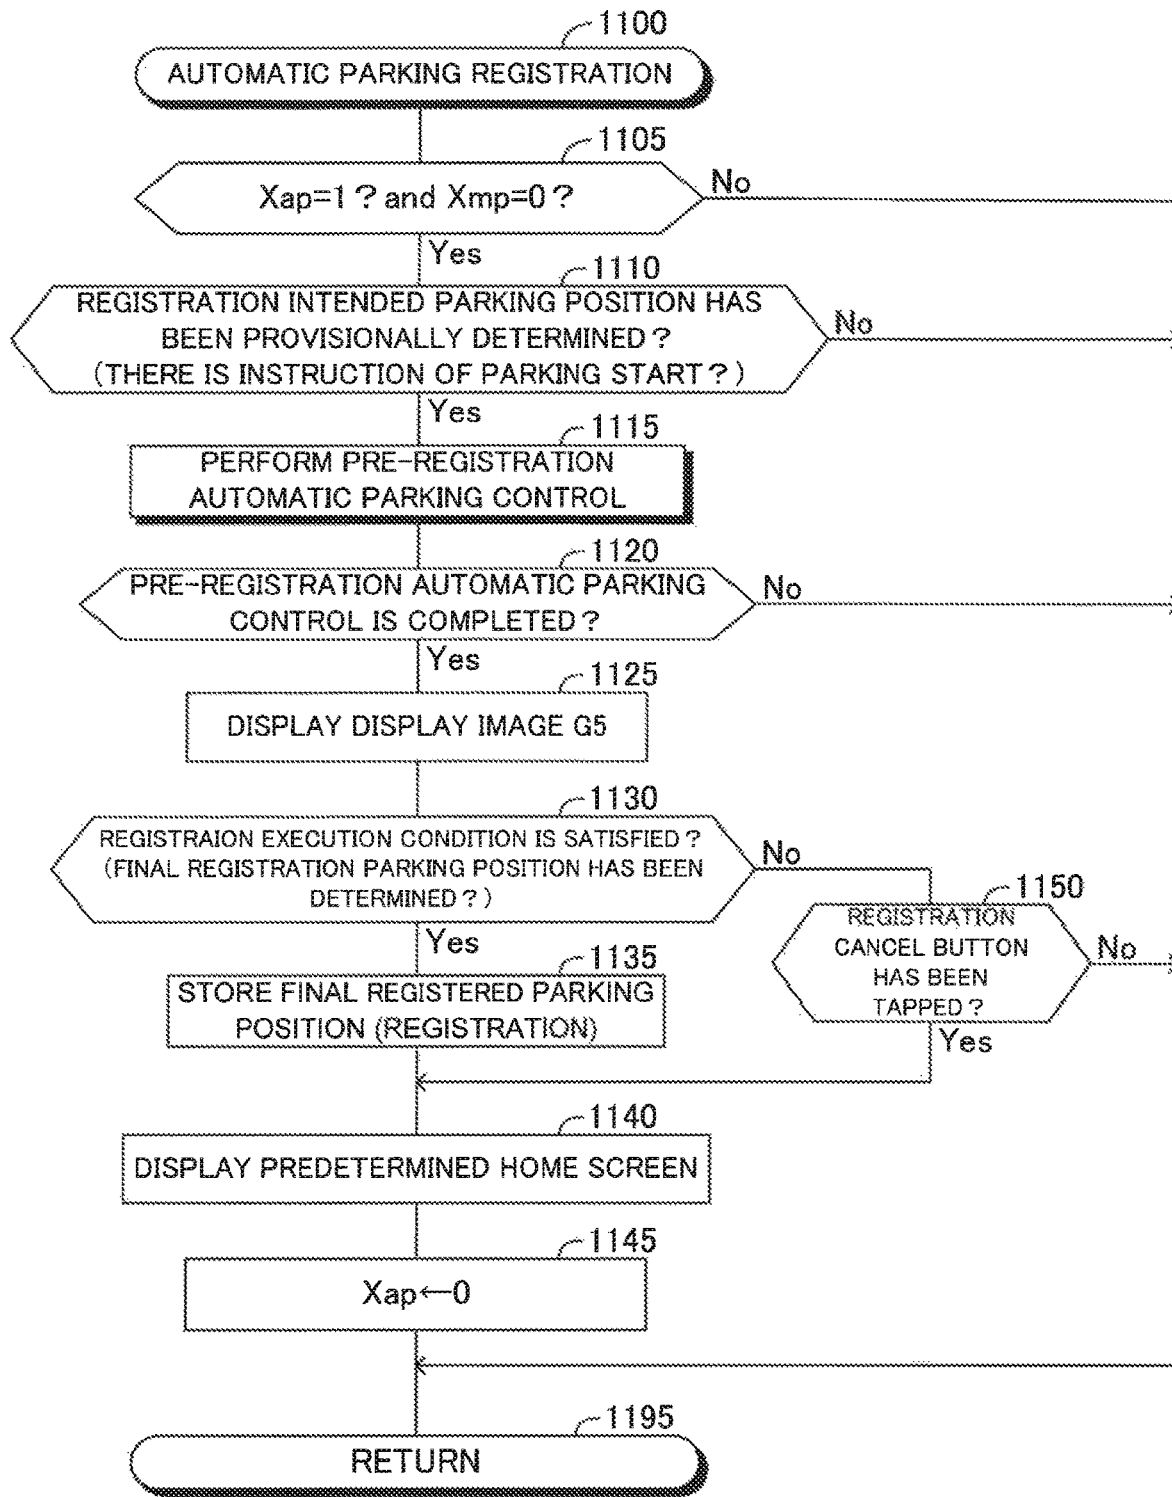 1100
AUTOMATIC PARKING REGISTRATION
1105
Xap=1? and Xmp=0?
No
Yes
1110
REGISTRATION INTENDED PARKING POSITION HAS
BEEN PROVISIONALLY DETERMINED?
(THERE IS INSTRUCTION OF PARKING START?)
No
Yes
1115
PERFORM PRE-REGISTRATION
AUTOMATIC PARKING CONTROL
1120
PRE-REGISTRATION AUTOMATIC PARKING
CONTROL IS COMPLETED?
No
Yes
1125
DISPLAY DISPLAY IMAGE G5
1130
REGISTRAION EXECUTION CONDITION IS SATISFIED?
(FINAL REGISTRATION PARKING POSITION HAS BEEN
DETERMINED?)
No
Yes
1150
REGISTRATION
CANCEL BUTTON
HAS BEEN
TAPPED?
No
Yes
1135
STORE FINAL REGISTERED PARKING
POSITION (REGISTRATION)
1140
DISPLAY PREDETERMINED HOME SCREEN
1145
Xap←0
1195
RETURN